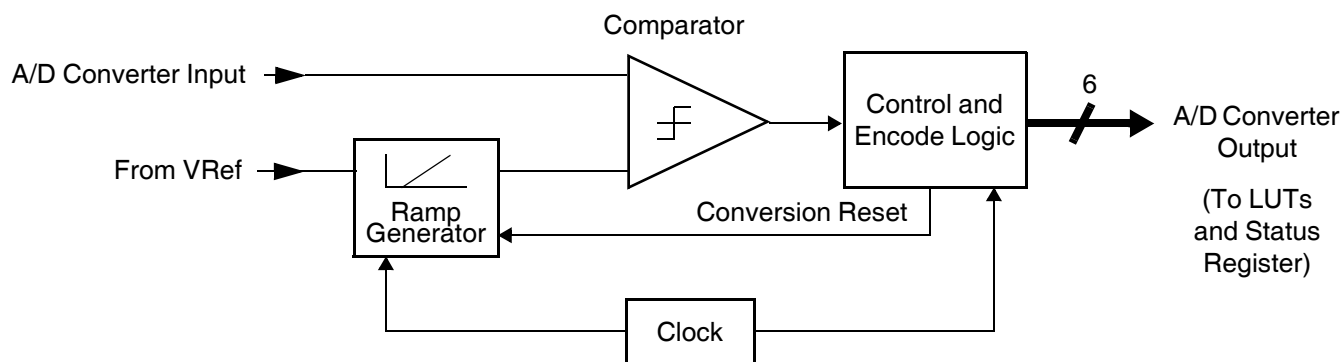 Comparator
A/D Converter Input
6
Control and
Encode Logic
A/D Converter
Output
From VRef
Ramp
Generator
Conversion Reset
(To LUTs
and Status
Register)
Clock